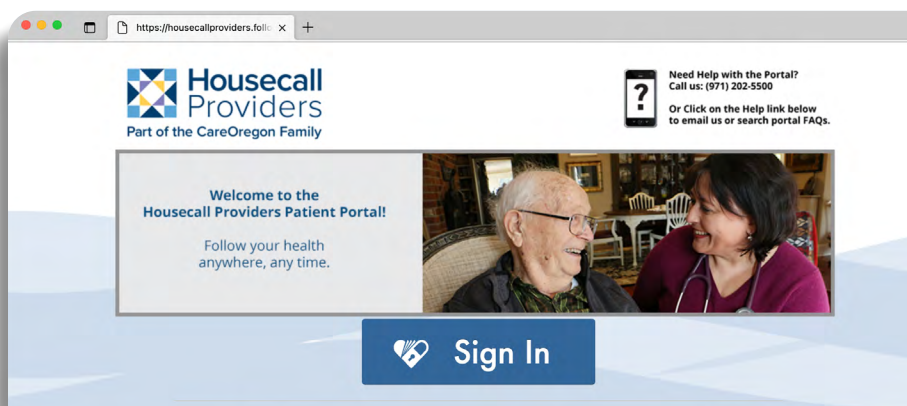 https://housecallproviders.follo
Housecall
Providers
Part of the CareOregon Family
?
Need Help with the Portal?
Call us: (971) 202-5500
Or Click on the Help link below
to email us or search portal FAQs.
Welcome to the
Housecall Providers Patient Portal!
Follow your health
anywhere, any time.
Sign In